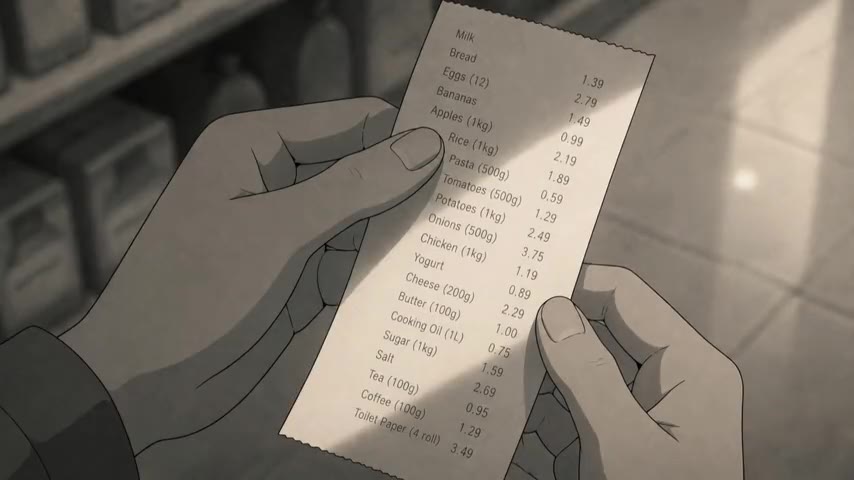 Milk 1.39
Bread 2.79
Eggs (12) 1.49
Bananas 0.99
Apples (1kg) 2.19
Rice (1kg) 1.89
Pasta (500g) 0.59
Tomatoes (500g) 1.29
Potatoes (1kg) 2.49
Onions (500g) 3.75
Chicken (1kg) 1.19
Yogurt 0.89
Cheese (200g) 2.29
Butter (100g) 1.00
Cooking Oil (1L) 0.75
Sugar (1kg) 1.59
Salt 2.69
Tea (100g) 0.95
Coffee (100g) 1.29
Toilet Paper (4 roll) 3.49